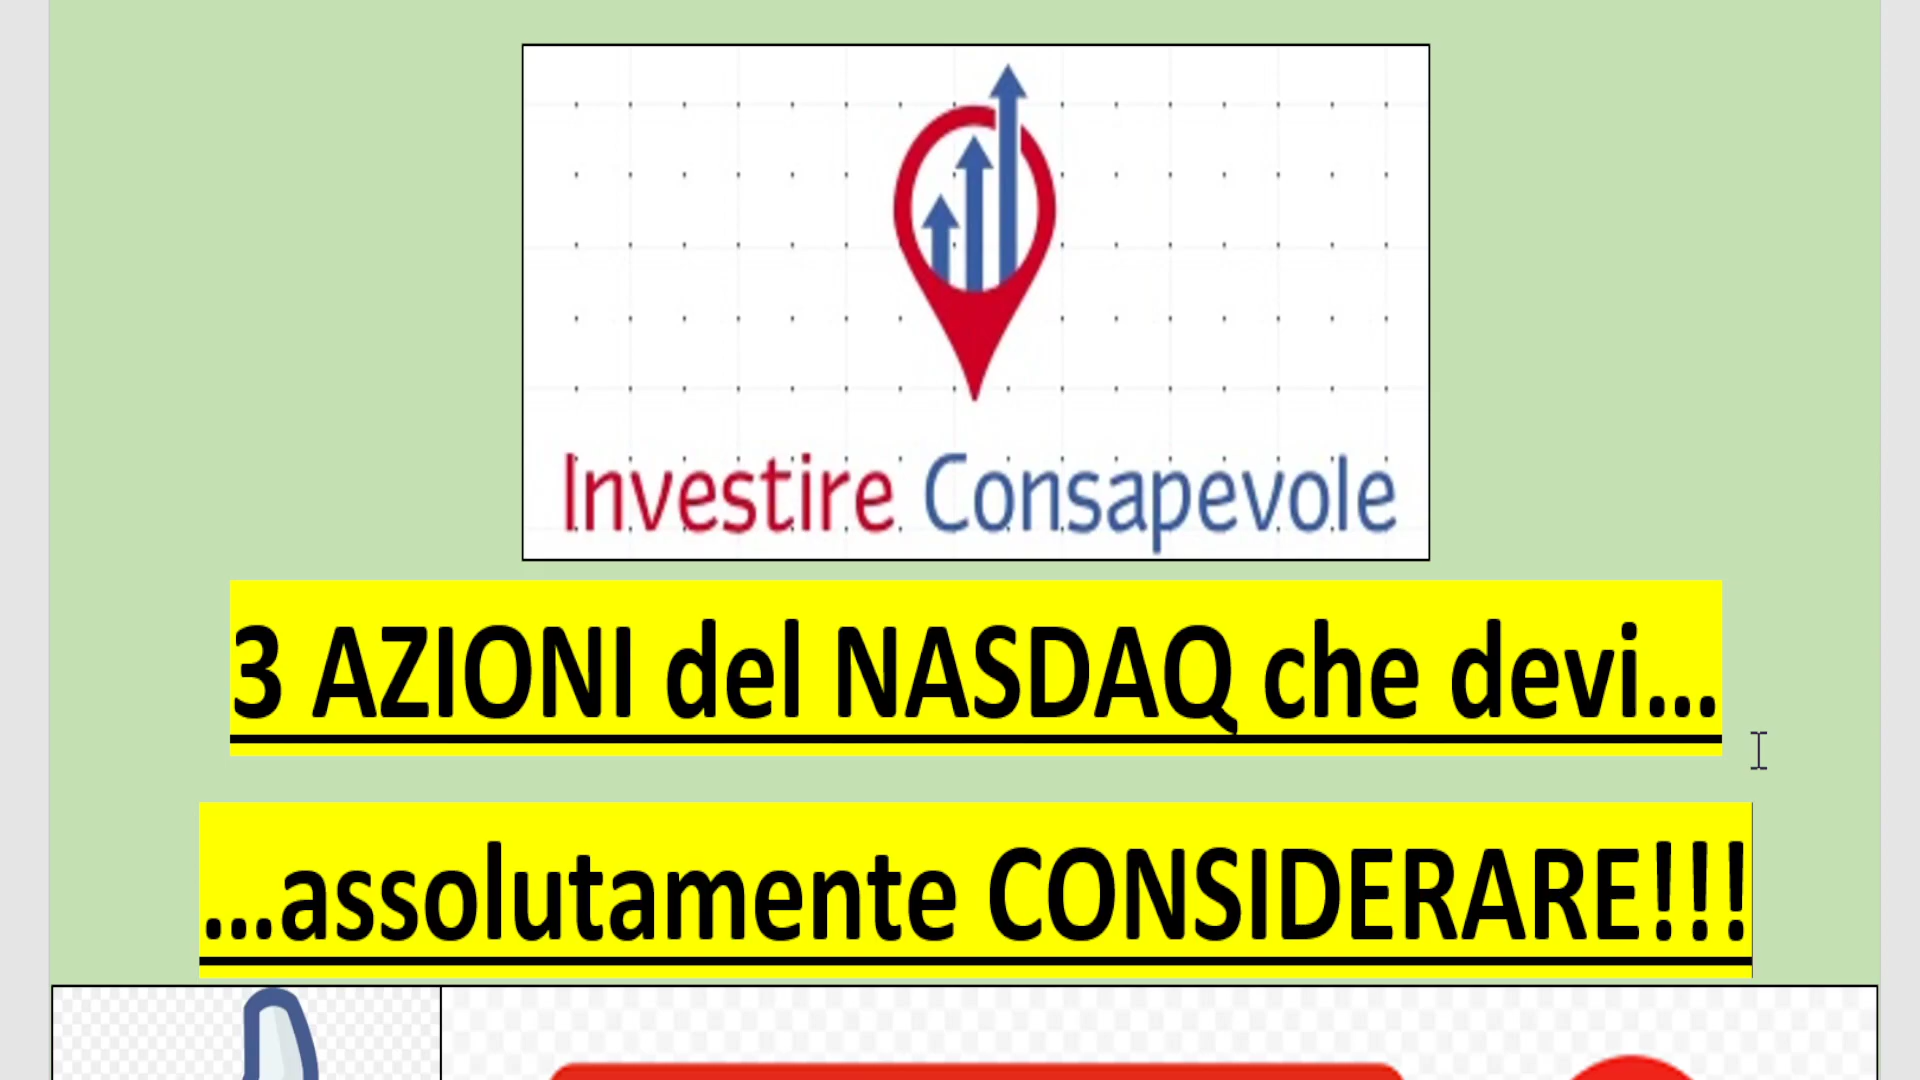 Investire Consapevole
3 AZIONI del NASDAQ che devi...
...assolutamente CONSIDERARE!!!